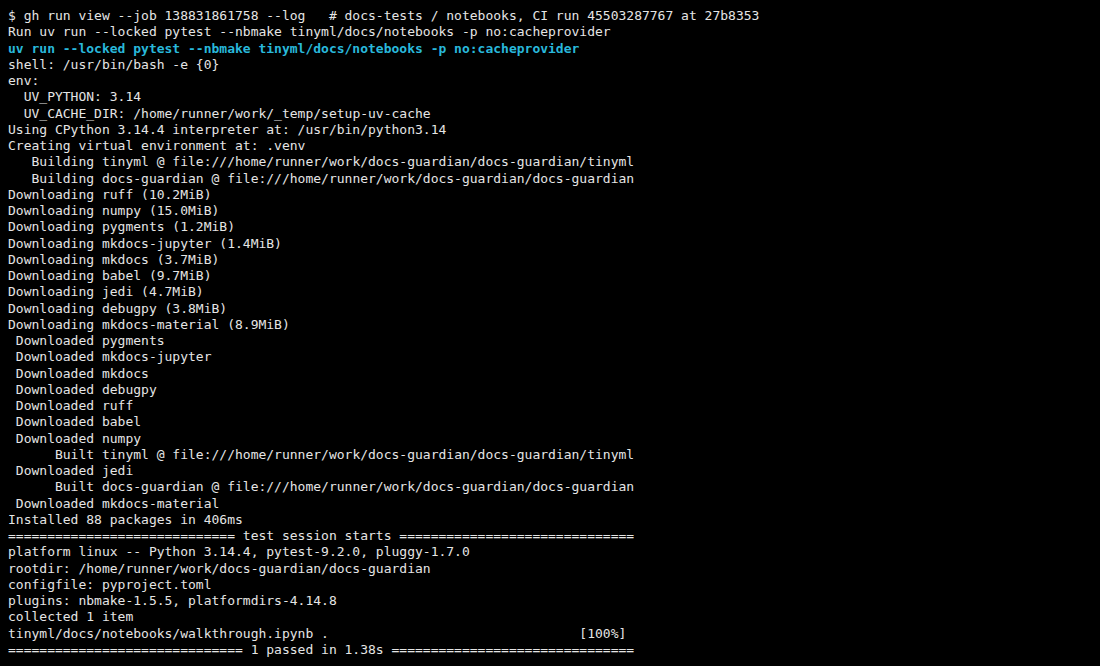 $ gh run view --job 138831861758 --log   # docs-tests / notebooks, CI run 45503287767 at 27b8353
Run uv run --locked pytest --nbmake tinyml/docs/notebooks -p no:cacheprovider
uv run --locked pytest --nbmake tinyml/docs/notebooks -p no:cacheprovider
shell: /usr/bin/bash -e {0}
env:
  UV_PYTHON: 3.14
  UV_CACHE_DIR: /home/runner/work/_temp/setup-uv-cache
Using CPython 3.14.4 interpreter at: /usr/bin/python3.14
Creating virtual environment at: .venv
   Building tinyml @ file:///home/runner/work/docs-guardian/docs-guardian/tinyml
   Building docs-guardian @ file:///home/runner/work/docs-guardian/docs-guardian
Downloading ruff (10.2MiB)
Downloading numpy (15.0MiB)
Downloading pygments (1.2MiB)
Downloading mkdocs-jupyter (1.4MiB)
Downloading mkdocs (3.7MiB)
Downloading babel (9.7MiB)
Downloading jedi (4.7MiB)
Downloading debugpy (3.8MiB)
Downloading mkdocs-material (8.9MiB)
 Downloaded pygments
 Downloaded mkdocs-jupyter
 Downloaded mkdocs
 Downloaded debugpy
 Downloaded ruff
 Downloaded babel
 Downloaded numpy
      Built tinyml @ file:///home/runner/work/docs-guardian/docs-guardian/tinyml
 Downloaded jedi
      Built docs-guardian @ file:///home/runner/work/docs-guardian/docs-guardian
 Downloaded mkdocs-material
Installed 88 packages in 406ms
============================= test session starts ==============================
platform linux -- Python 3.14.4, pytest-9.2.0, pluggy-1.7.0
rootdir: /home/runner/work/docs-guardian/docs-guardian
configfile: pyproject.toml
plugins: nbmake-1.5.5, platformdirs-4.14.8
collected 1 item
tinyml/docs/notebooks/walkthrough.ipynb .                                [100%]
============================== 1 passed in 1.38s ===============================